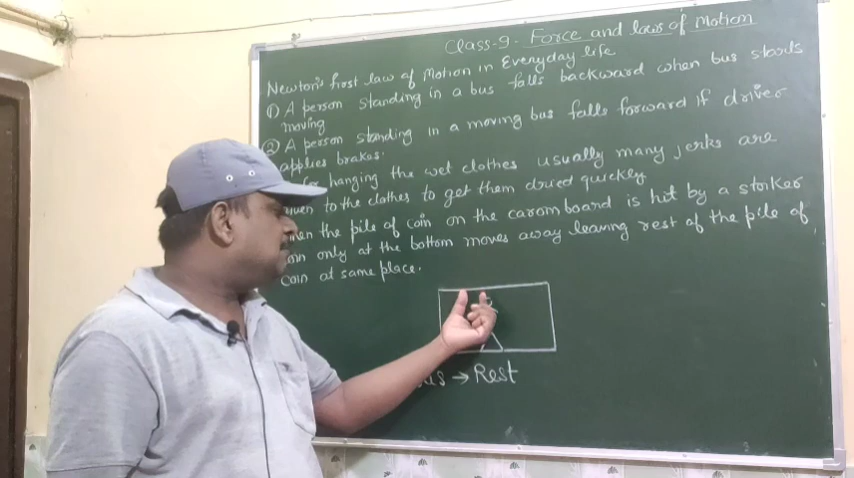 Class-9. Force and laws of Motion
Newton's first law of Motion in Everyday life
① A person standing in a bus falls backward when bus starts
moving
② A person standing in a moving bus falls forward if driver
applies brakes.
hanging the wet clothes usually many jerks are
to the clothes to get them dried quickly
the pile of coin on the carom board is hit by a striker
only at the bottom moves away leaving rest of the pile of
coin at same place.
→ Rest